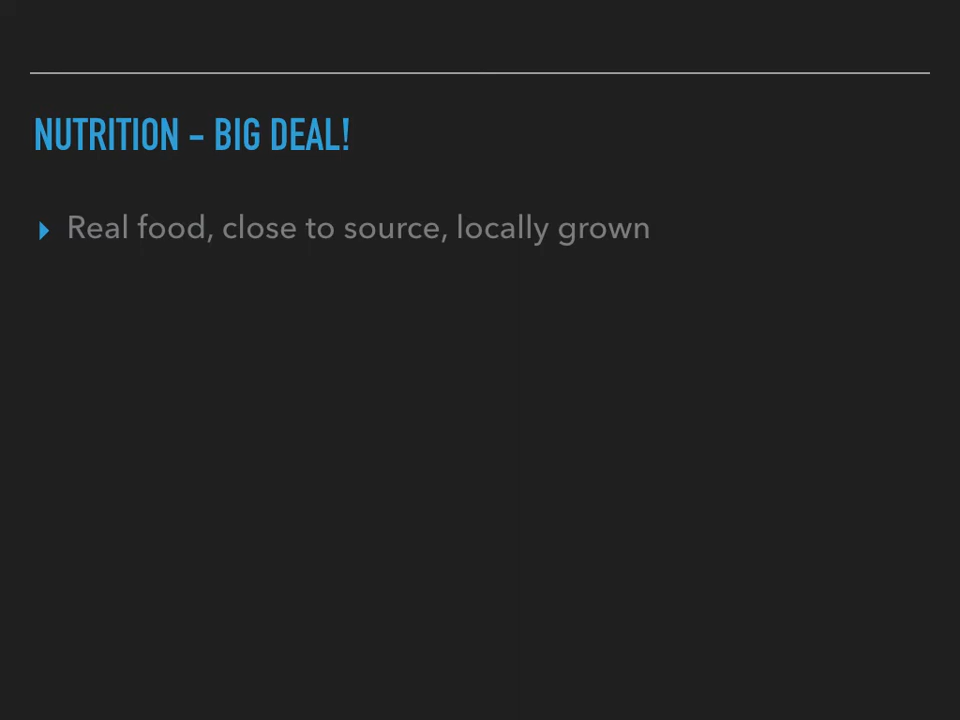 NUTRITION – BIG DEAL!
Real food, close to source, locally grown